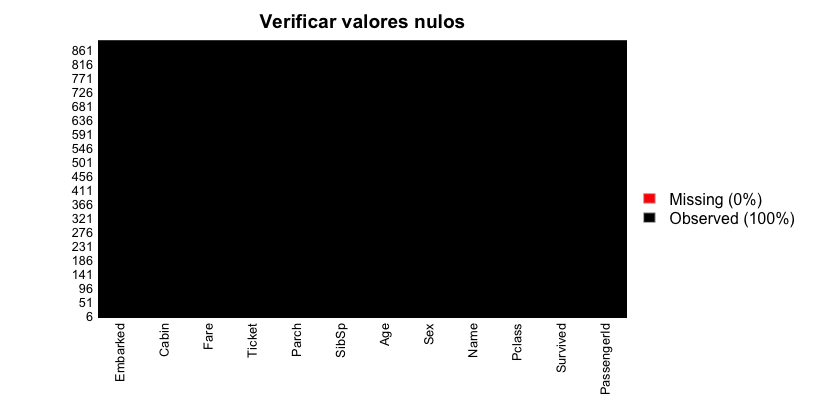 Verificar valores nulos
861
816
771
726
681
636
591
546
501
456
411
366
321
276
231
186
141
96
51
6
Embarked
Cabin
Fare
Ticket
Parch
SibSp
Age
Sex
Name
Pclass
Survived
PassengerId
Missing (0%)
Observed (100%)